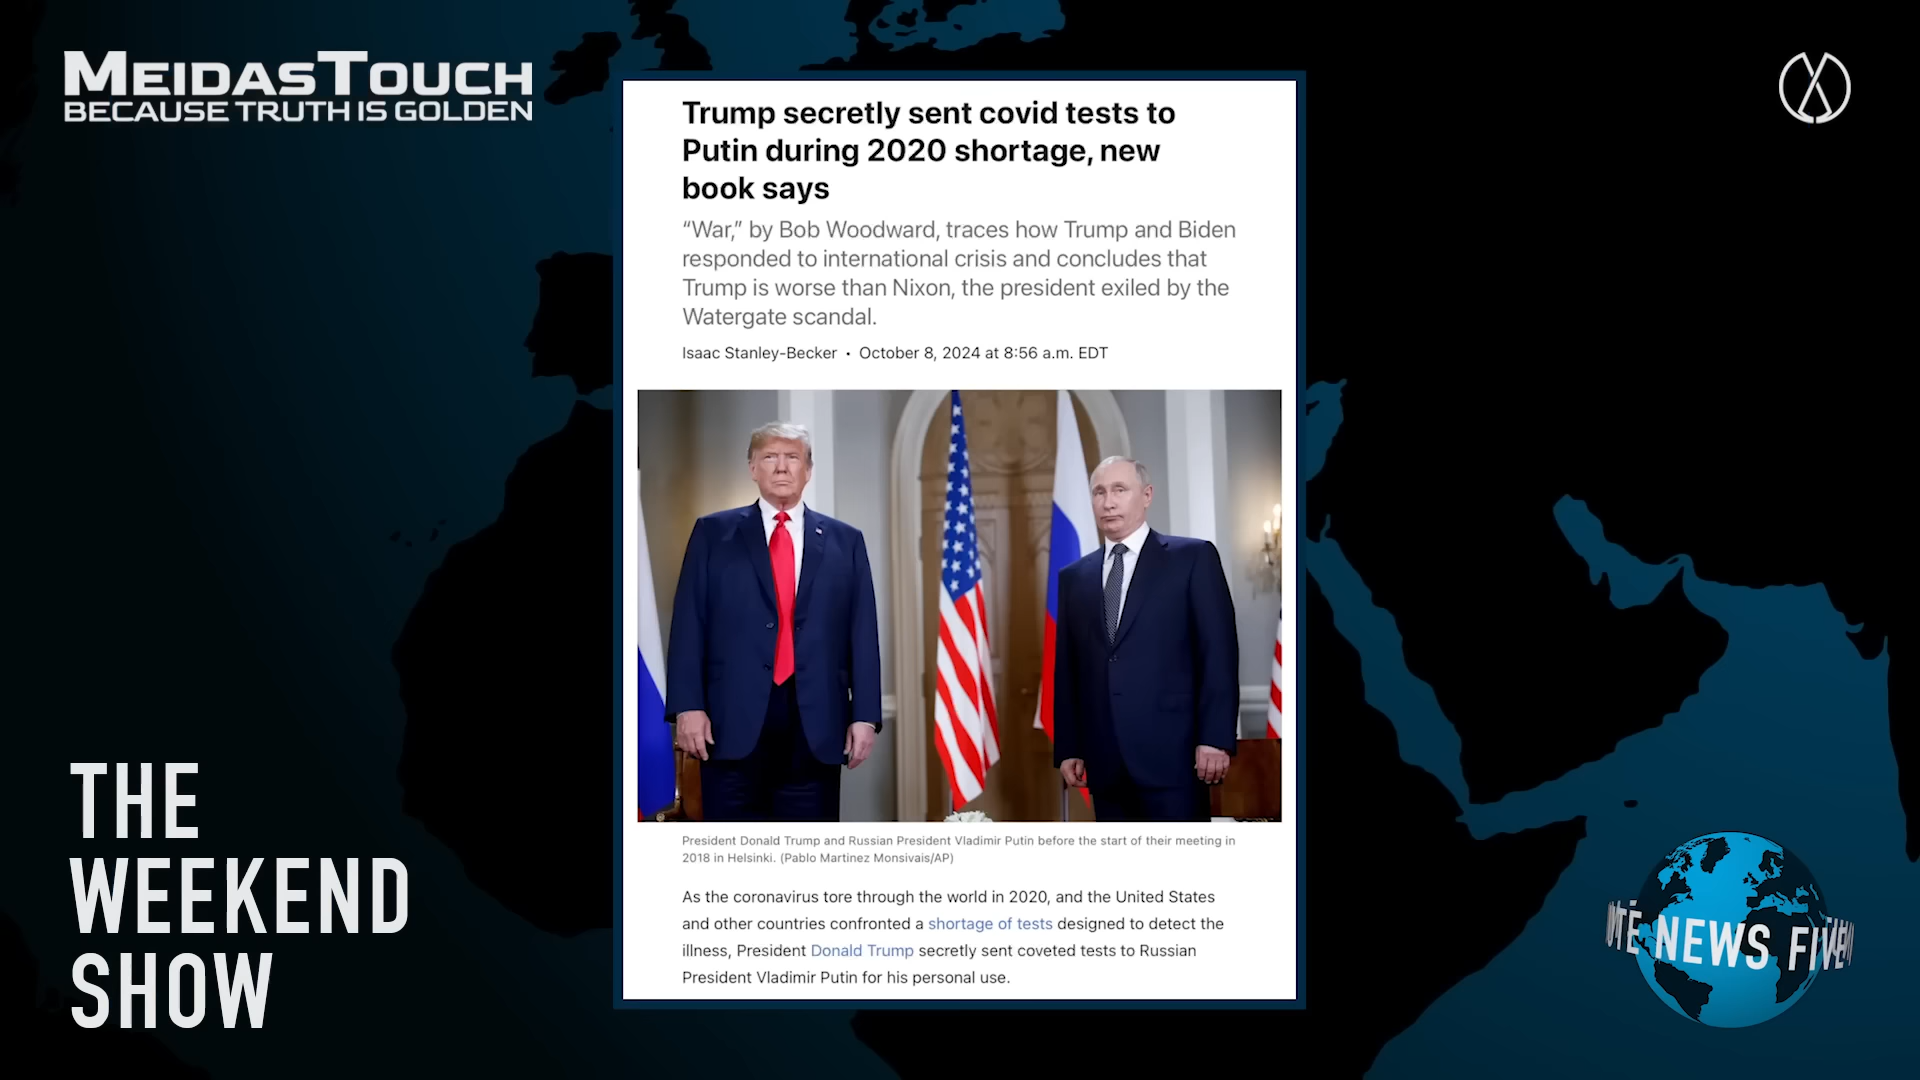 MEIDASTOUCH
BECAUSE TRUTH IS GOLDEN
Trump secretly sent covid tests to
Putin during 2020 shortage, new
book says
“War,” by Bob Woodward, traces how Trump and Biden
responded to international crisis and concludes that
Trump is worse than Nixon, the president exiled by the
Watergate scandal.
Isaac Stanley-Becker • October 8, 2024 at 8:56 a.m. EDT
President Donald Trump and Russian President Vladimir Putin before the start of their meeting in
2018 in Helsinki. (Pablo Martinez Monsivais/AP)
As the coronavirus tore through the world in 2020, and the United States
and other countries confronted a shortage of tests designed to detect the
illness, President Donald Trump secretly sent coveted tests to Russian
President Vladimir Putin for his personal use.
THE
WEEKEND
SHOW
NEWS